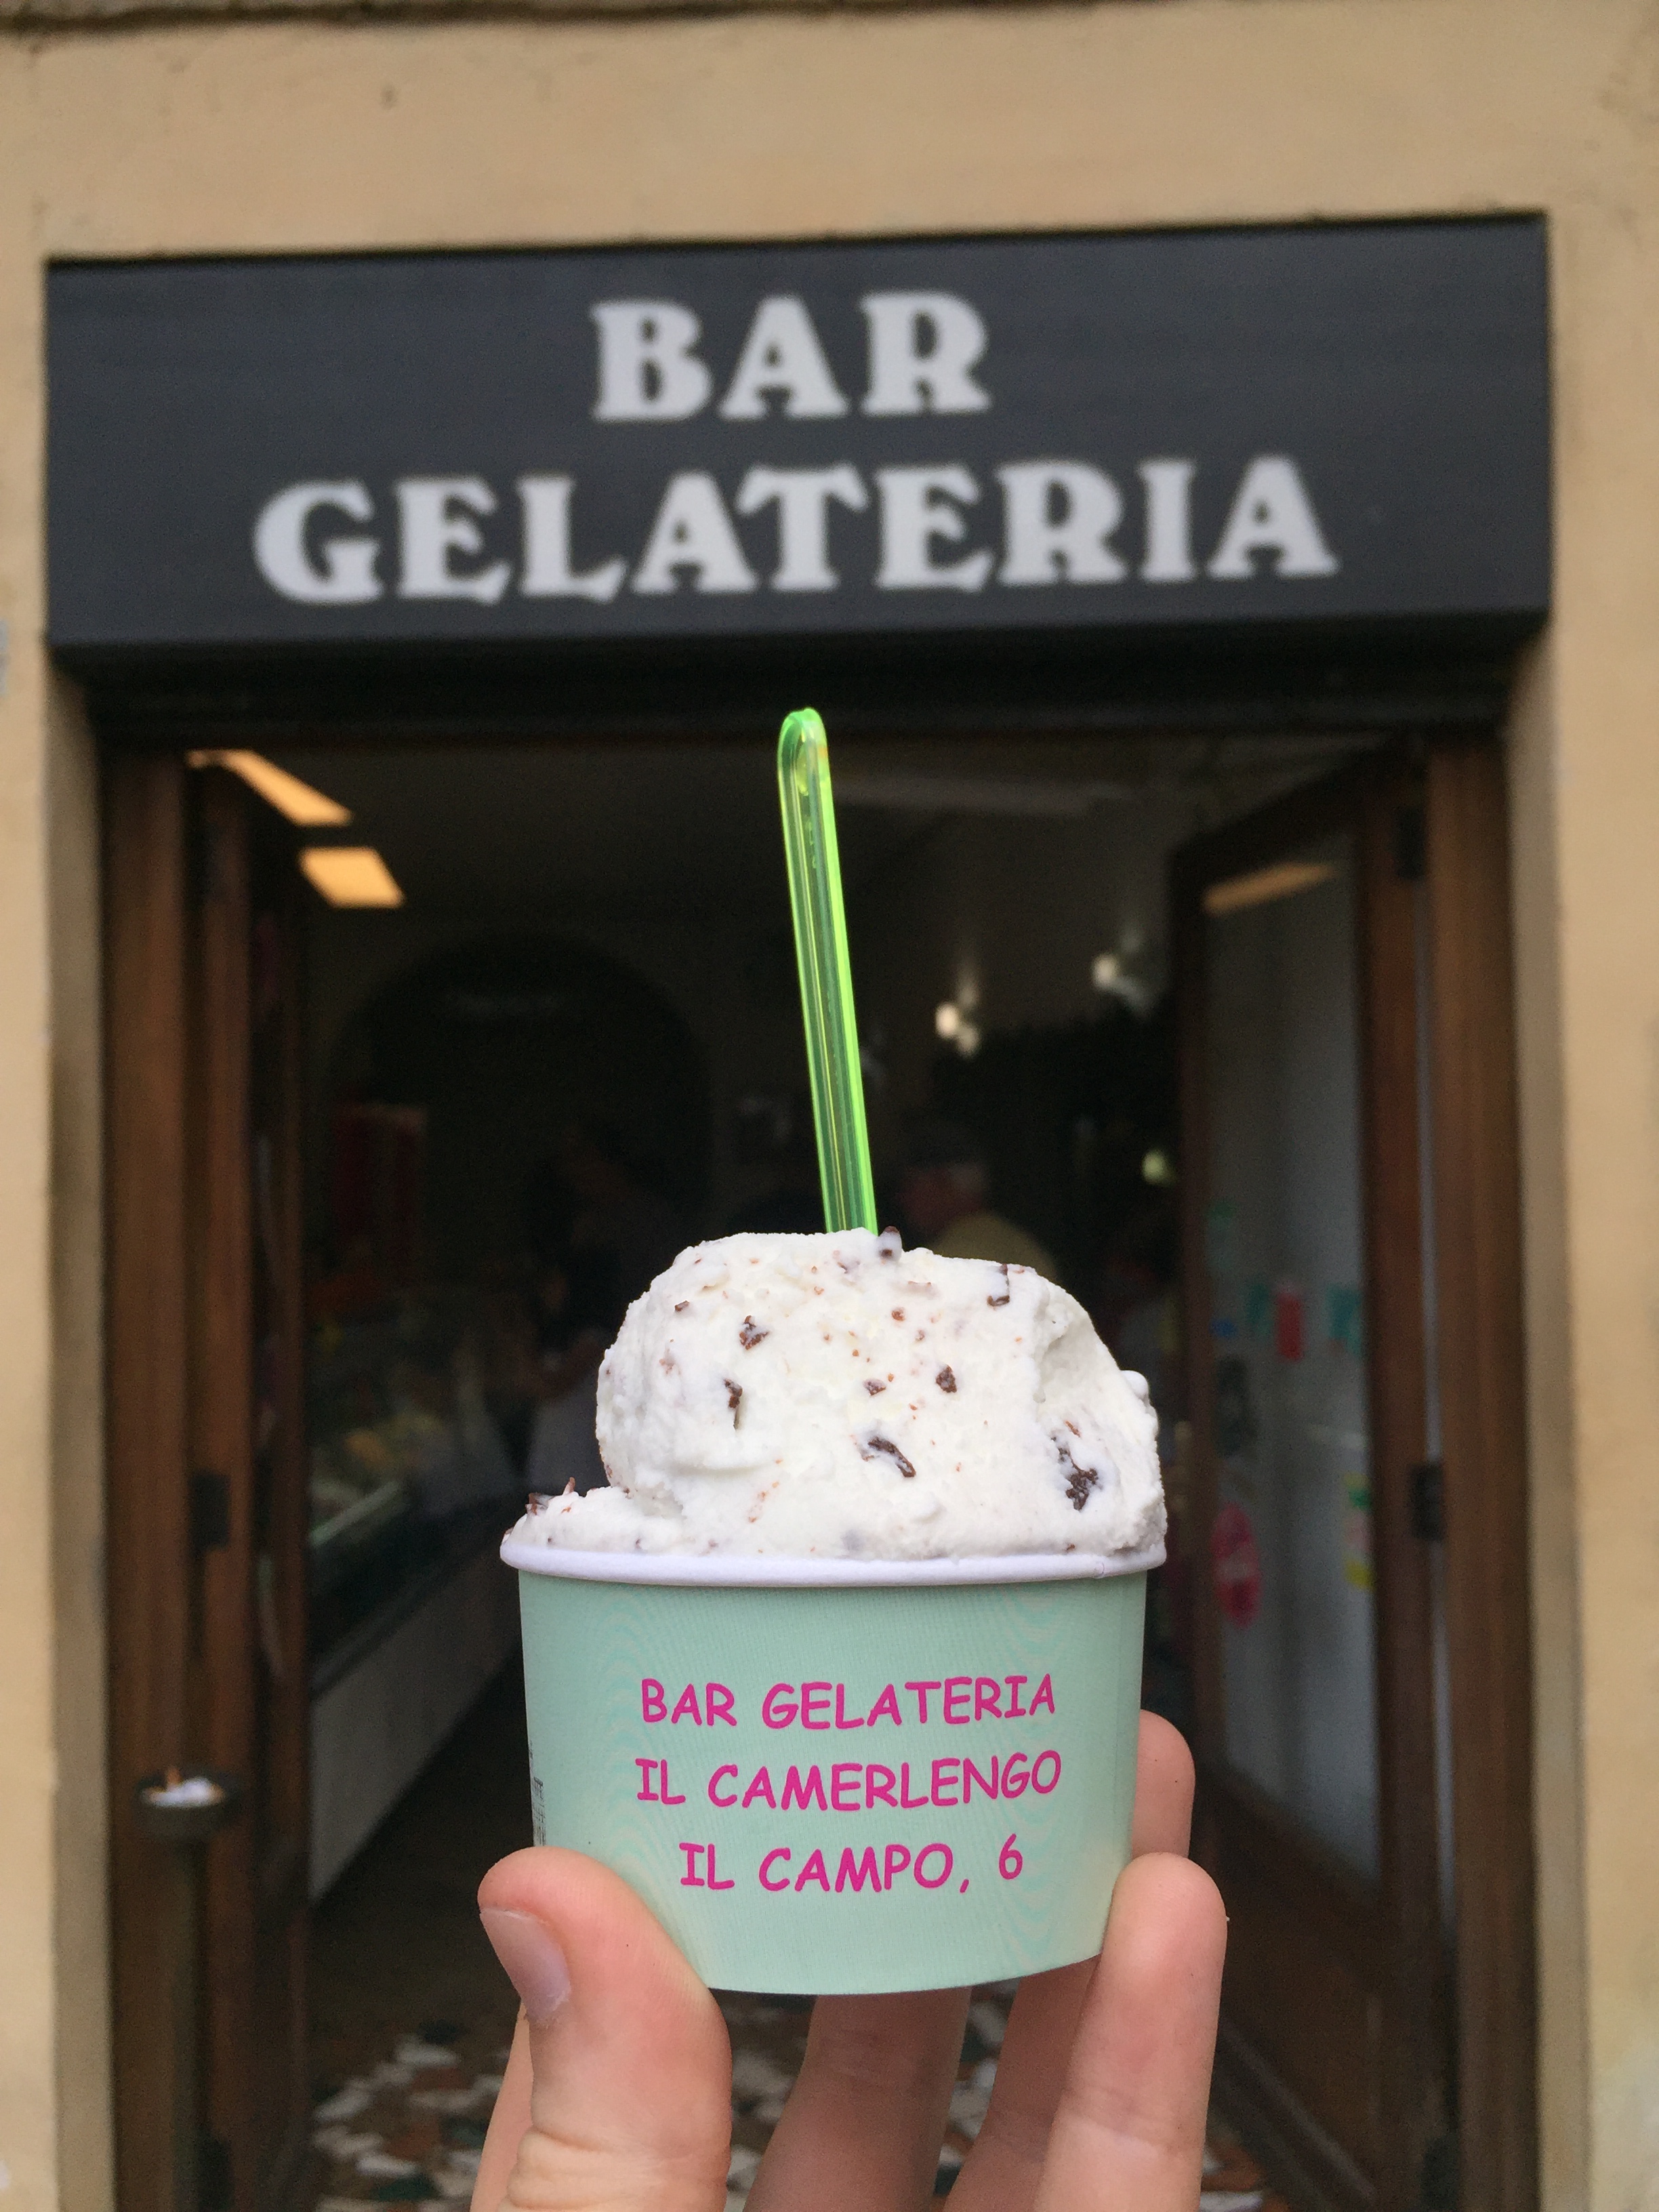 BAR
GELATERIA
BAR GELATERIA
IL CAMERLENGO
IL CAMPO, 6